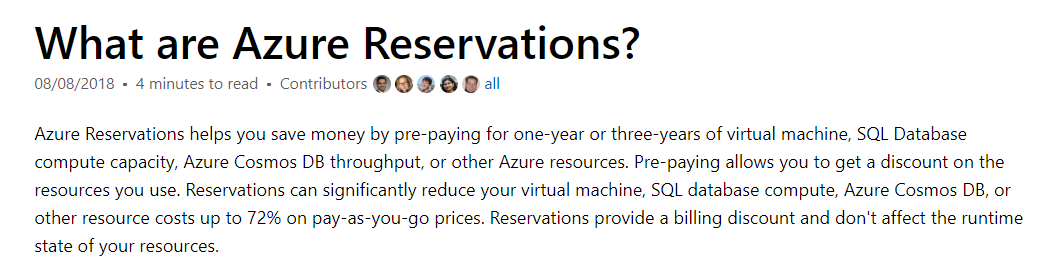 What are Azure Reservations?
08/08/2018 • 4 minutes to read • Contributors all
Azure Reservations helps you save money by pre-paying for one-year or three-years of virtual machine, SQL Database
compute capacity, Azure Cosmos DB throughput, or other Azure resources. Pre-paying allows you to get a discount on the
resources you use. Reservations can significantly reduce your virtual machine, SQL database compute, Azure Cosmos DB, or
other resource costs up to 72% on pay-as-you-go prices. Reservations provide a billing discount and don't affect the runtime
state of your resources.